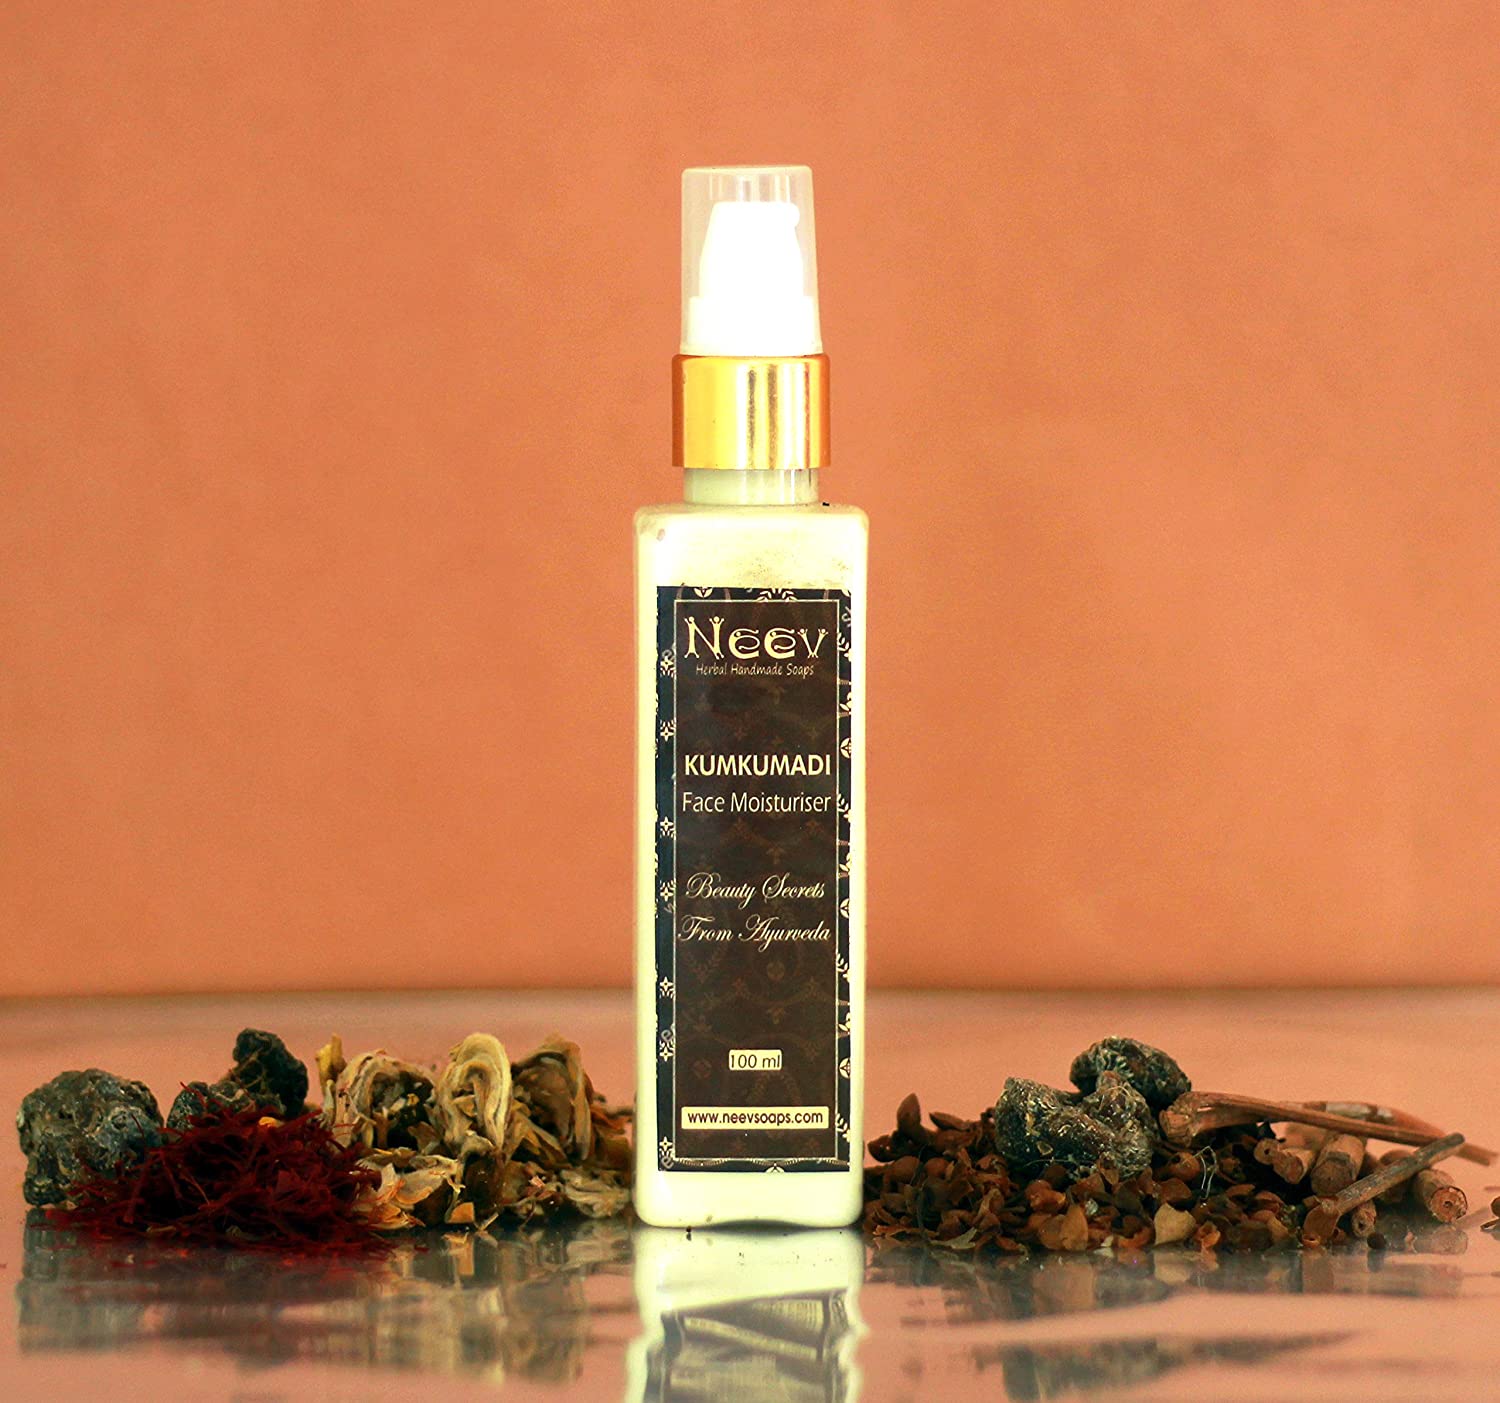 Neev
Herbal Handmade Soaps
KUMKUMADI
Face Moisturiser
Beauty Secrets
From Ayurveda
100 ml
www.neevsoaps.com